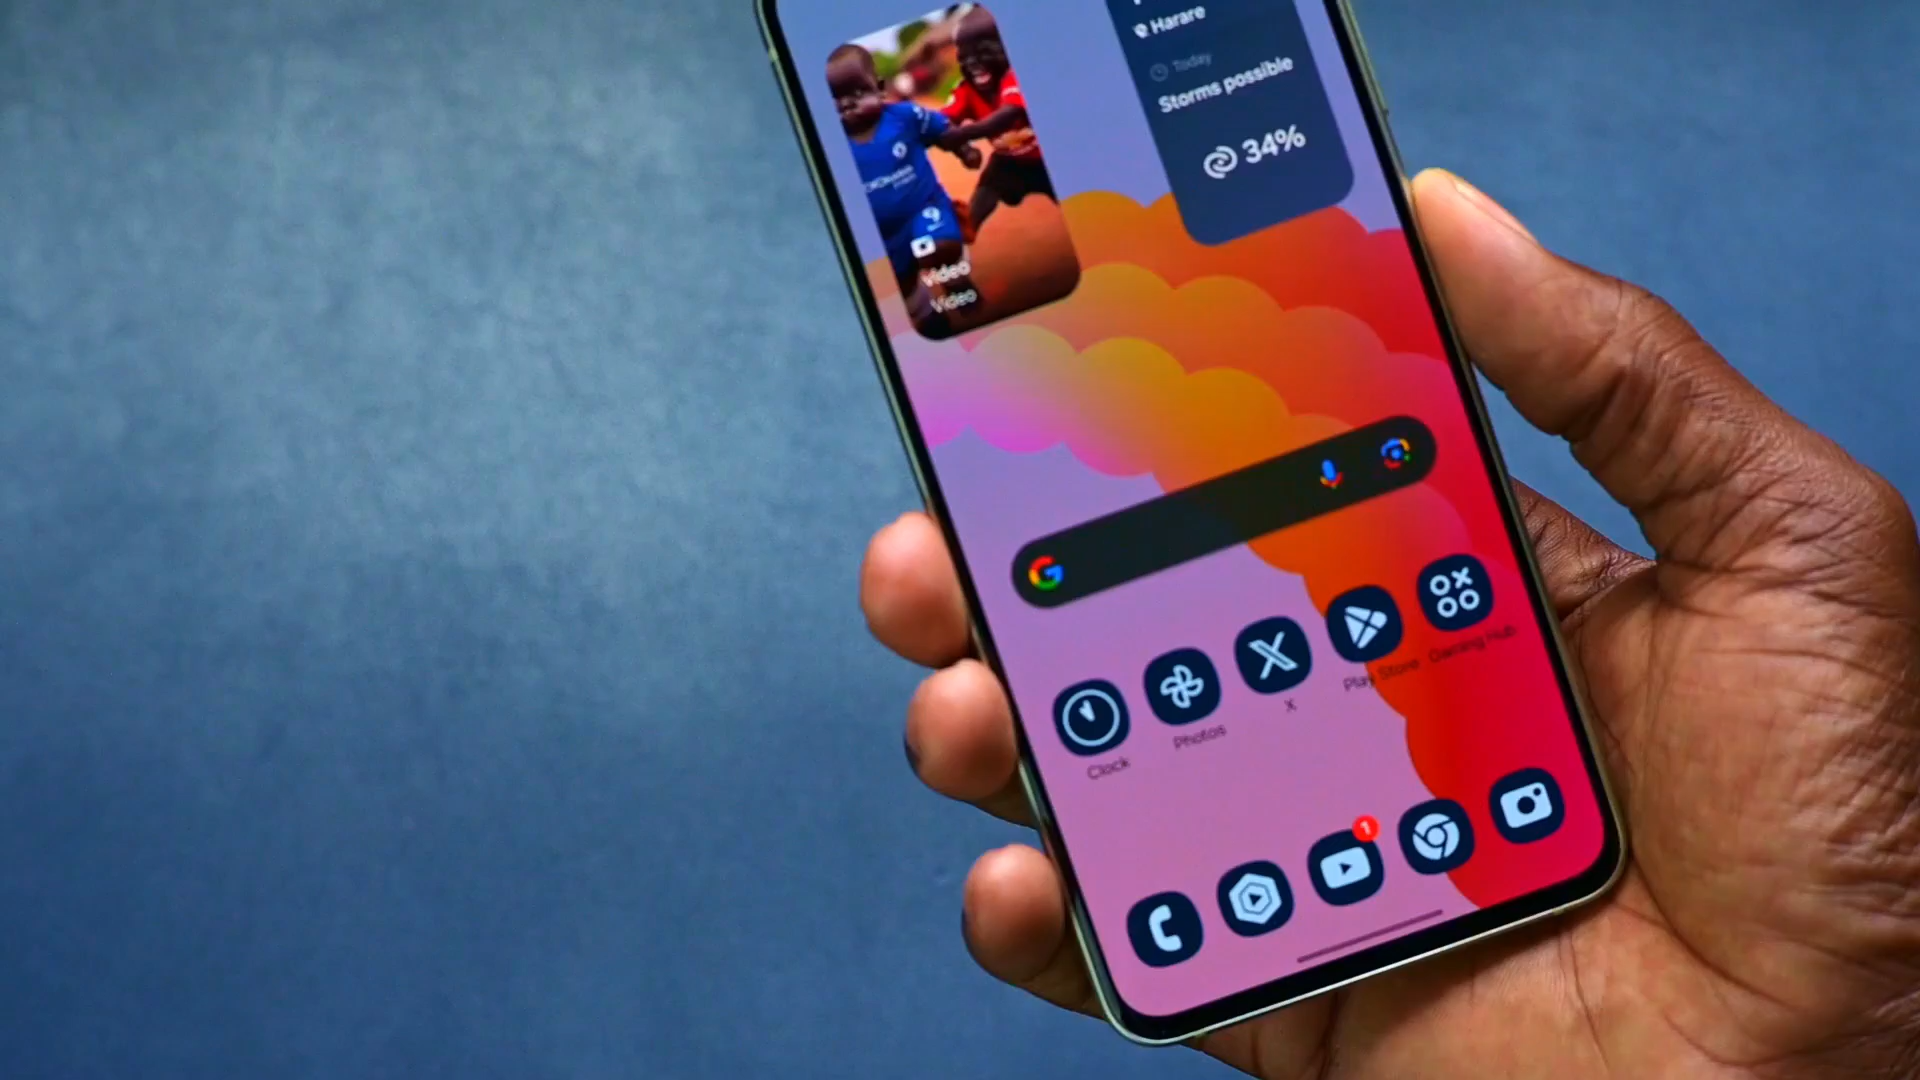 Harare
Today
Storms possible
34%
Video
Video
G
Clock
Photos
X
Play Store
Gaming Hub
1